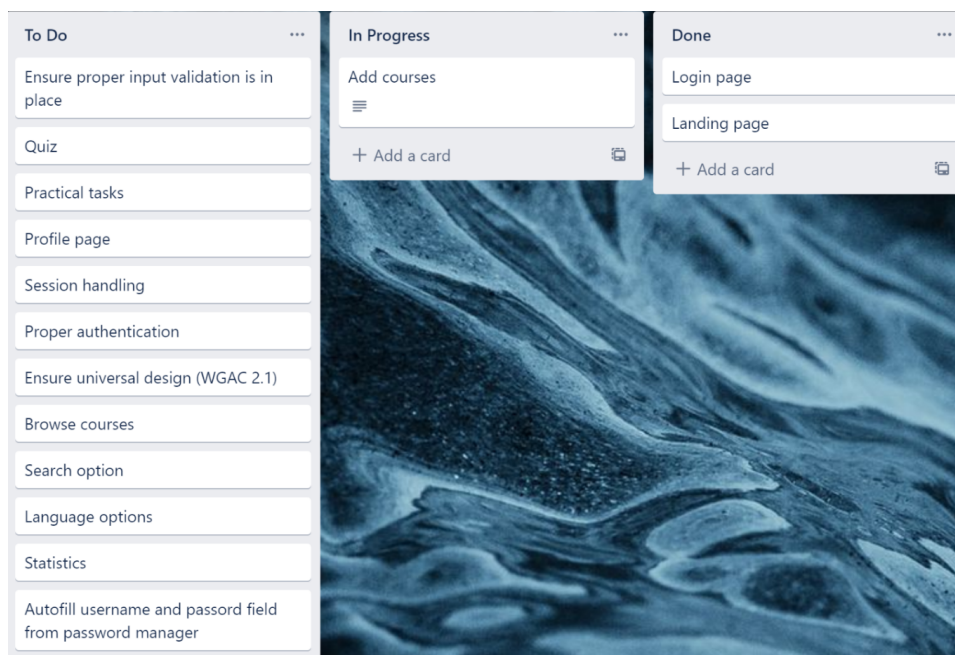 To Do
Ensure proper input validation is in
place
Quiz
Practical tasks
Profile page
Session handling
Proper authentication
Ensure universal design (WGAC 2.1)
Browse courses
Search option
Language options
Statistics
Autofill username and passord field
from password manager
In Progress
Add courses
+ Add a card
Done
Login page
Landing page
+ Add a card